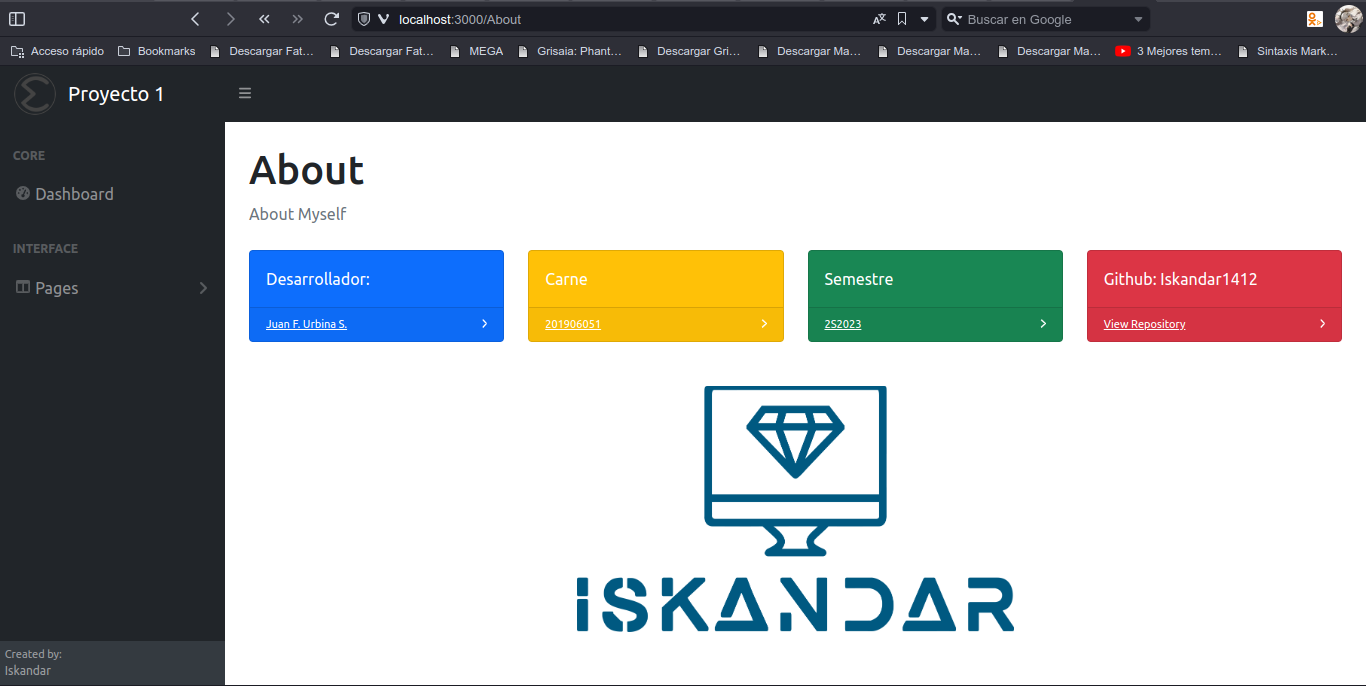 localhost:3000/About
Buscar en Google
Acceso rápido
Bookmarks
Descargar Fat…
Descargar Fat…
MEGA
Grisaia: Phant…
Descargar Gri…
Descargar Ma…
Descargar Ma…
Descargar Ma…
3 Mejores tem…
Sintaxis Mark…
Proyecto 1
CORE
Dashboard
INTERFACE
Pages
Created by:
Iskandar
About
About Myself
Desarrollador:
Juan F. Urbina S.
Carne
201906051
Semestre
2S2023
Github: Iskandar1412
View Repository
ISKANDAR